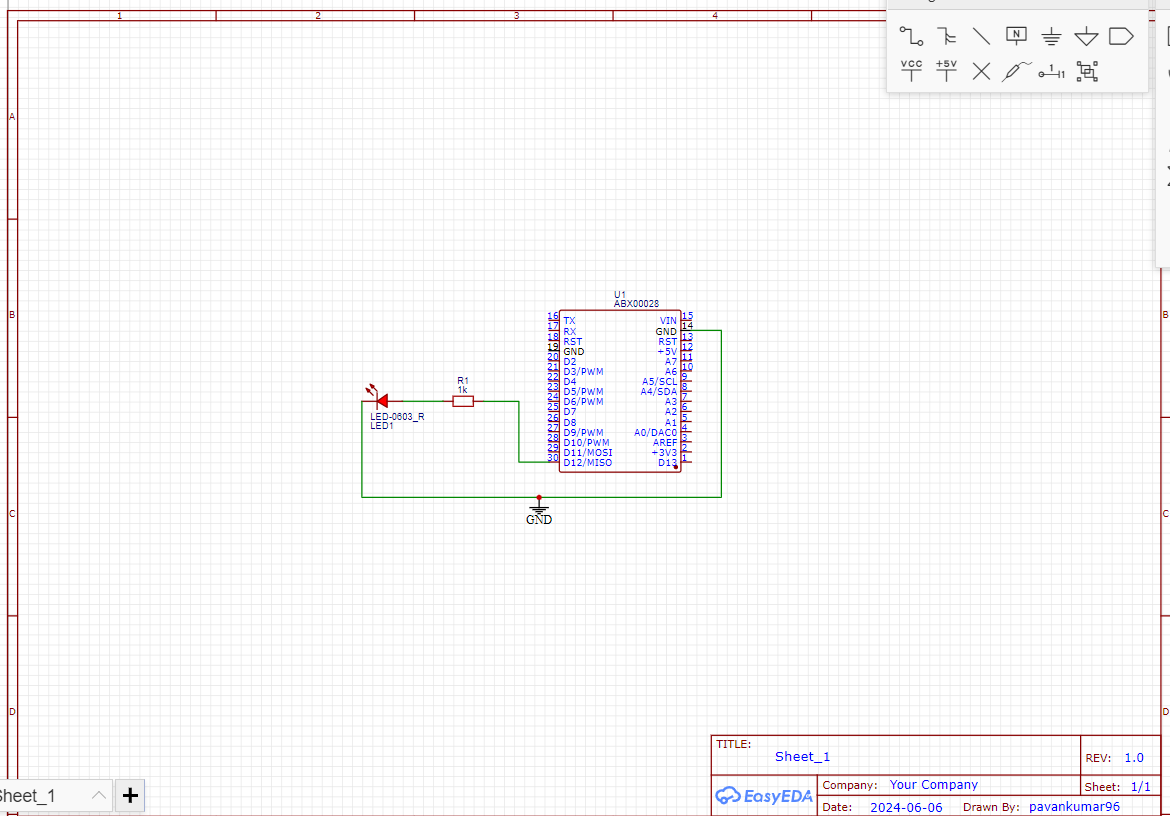 1 2 3 4
N
VCC +5V 1
A
B B
C C
D D
U1
ABX00028
16 TX VIN 15
17 RX GND 14
18 RST RST 13
19 GND +5V 12
20 D2 A7 11
21 D3/PWM A6 10
22 D4 A5/SCL 9
23 D5/PWM A4/SDA 8
24 D6/PWM A3 7
25 D7 A2 6
26 D8 A1 5
27 D9/PWM A0/DAC0 4
28 D10/PWM AREF 3
29 D11/MOSI +3V3 2
30 D12/MISO D13 1
R1
1k
LED-0603_R
LED1
GND
TITLE:
Sheet_1
REV: 1.0
EasyEDA
Company: Your Company
Sheet: 1/1
Date: 2024-06-06 Drawn By: pavankumar96
Sheet_1